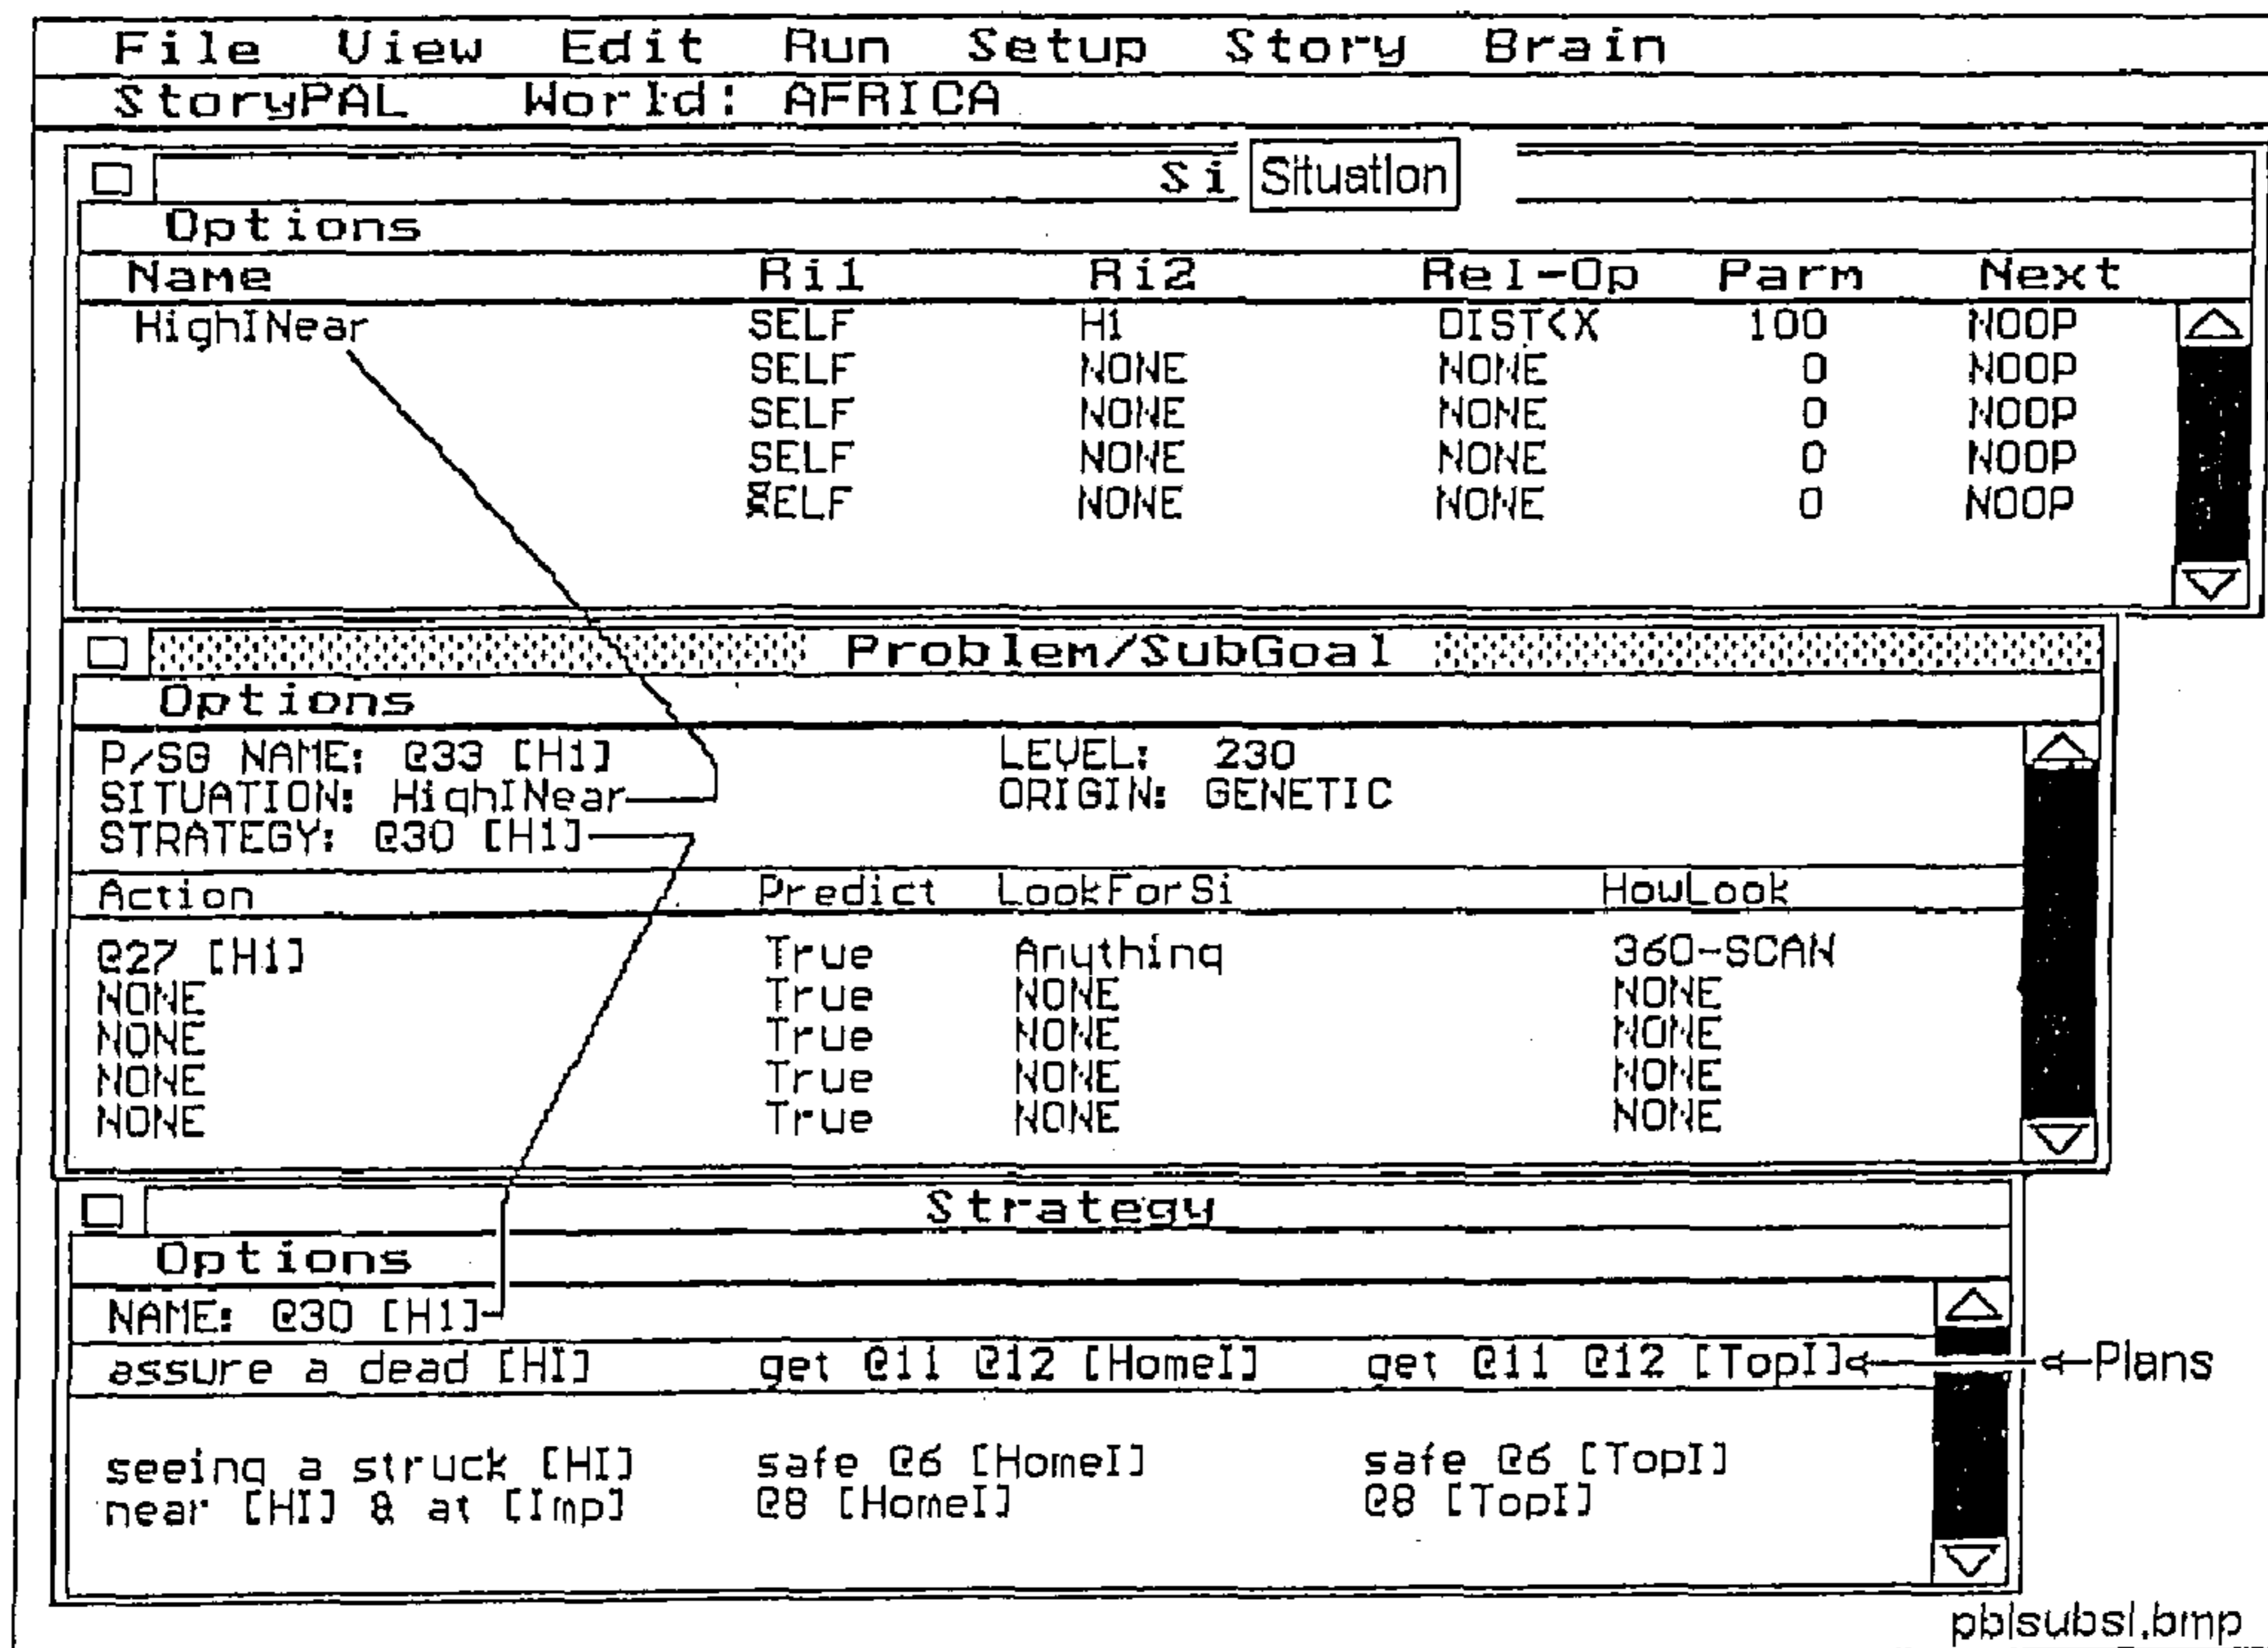 File View Edit Run Setup Story Brain
StoryPAL World: AFRICA
Si Situation
Options
Name Ri1 Ri2 Rel-Op Parm Next
HighINear SELF H1 DIST<X 100 NOOP
SELF NONE NONE 0 NOOP
SELF NONE NONE 0 NOOP
SELF NONE NONE 0 NOOP
SELF NONE NONE 0 NOOP
Problem/SubGoal
Options
P/SG NAME: @33 [H1] LEVEL: 230
SITUATION: HighINear ORIGIN: GENETIC
STRATEGY: @30 [H1]
Action Predict LookForSi HowLook
@27 [H1] True Anything 360-SCAN
NONE True NONE NONE
NONE True NONE NONE
NONE True NONE NONE
NONE True NONE NONE
Strategy
Options
NAME: @30 [H1]
assure a dead [HI] get @11 @12 [HomeI] get @11 @12 [TopI] Plans
seeing a struck [HI] safe @6 [HomeI] safe @6 [TopI]
near [HI] & at [Imp] @8 [HomeI] @8 [TopI]
pblsubsl.bmp